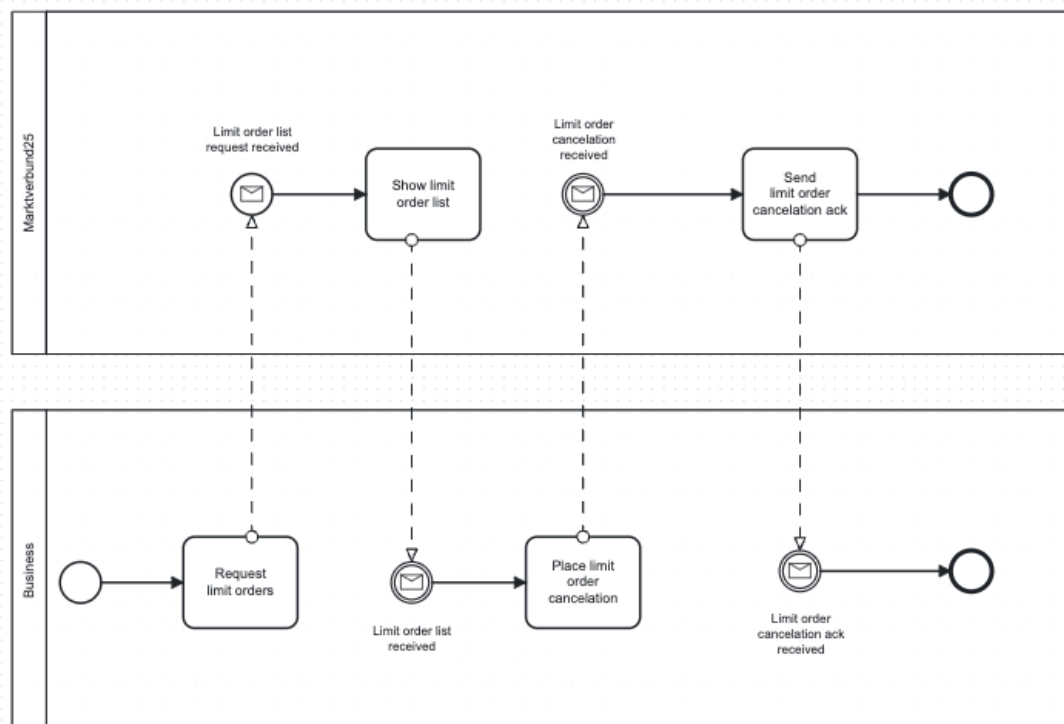 Marktverbund25
Limit order list
request received
Show limit
order list
Limit order
cancelation
received
Send
limit order
cancelation ack
Business
Request
limit orders
Limit order list
received
Place limit
order
cancelation
Limit order
cancelation ack
received